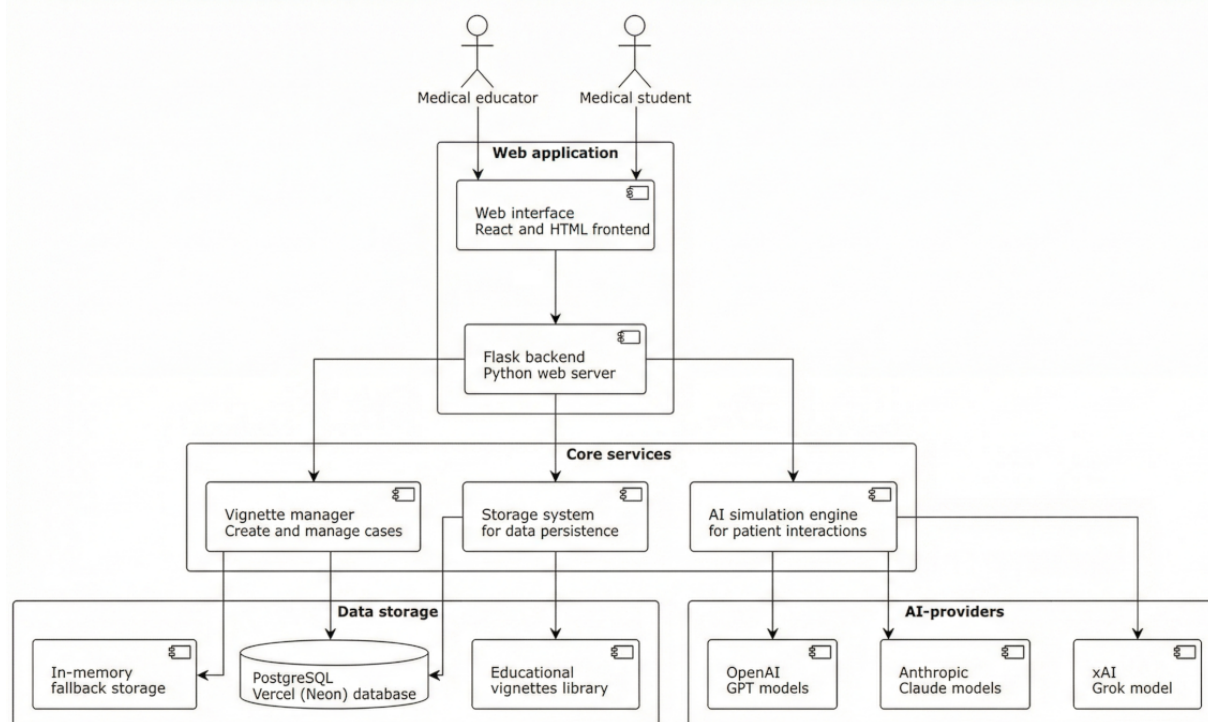 Medical educator
Medical student
Web application
Web interface
React and HTML frontend
Flask backend
Python web server
Core services
Vignette manager
Create and manage cases
Storage system
for data persistence
AI simulation engine
for patient interactions
Data storage
In-memory
fallback storage
PostgreSQL
Vercel (Neon) database
Educational
vignettes library
AI-providers
OpenAI
GPT models
Anthropic
Claude models
xAI
Grok model